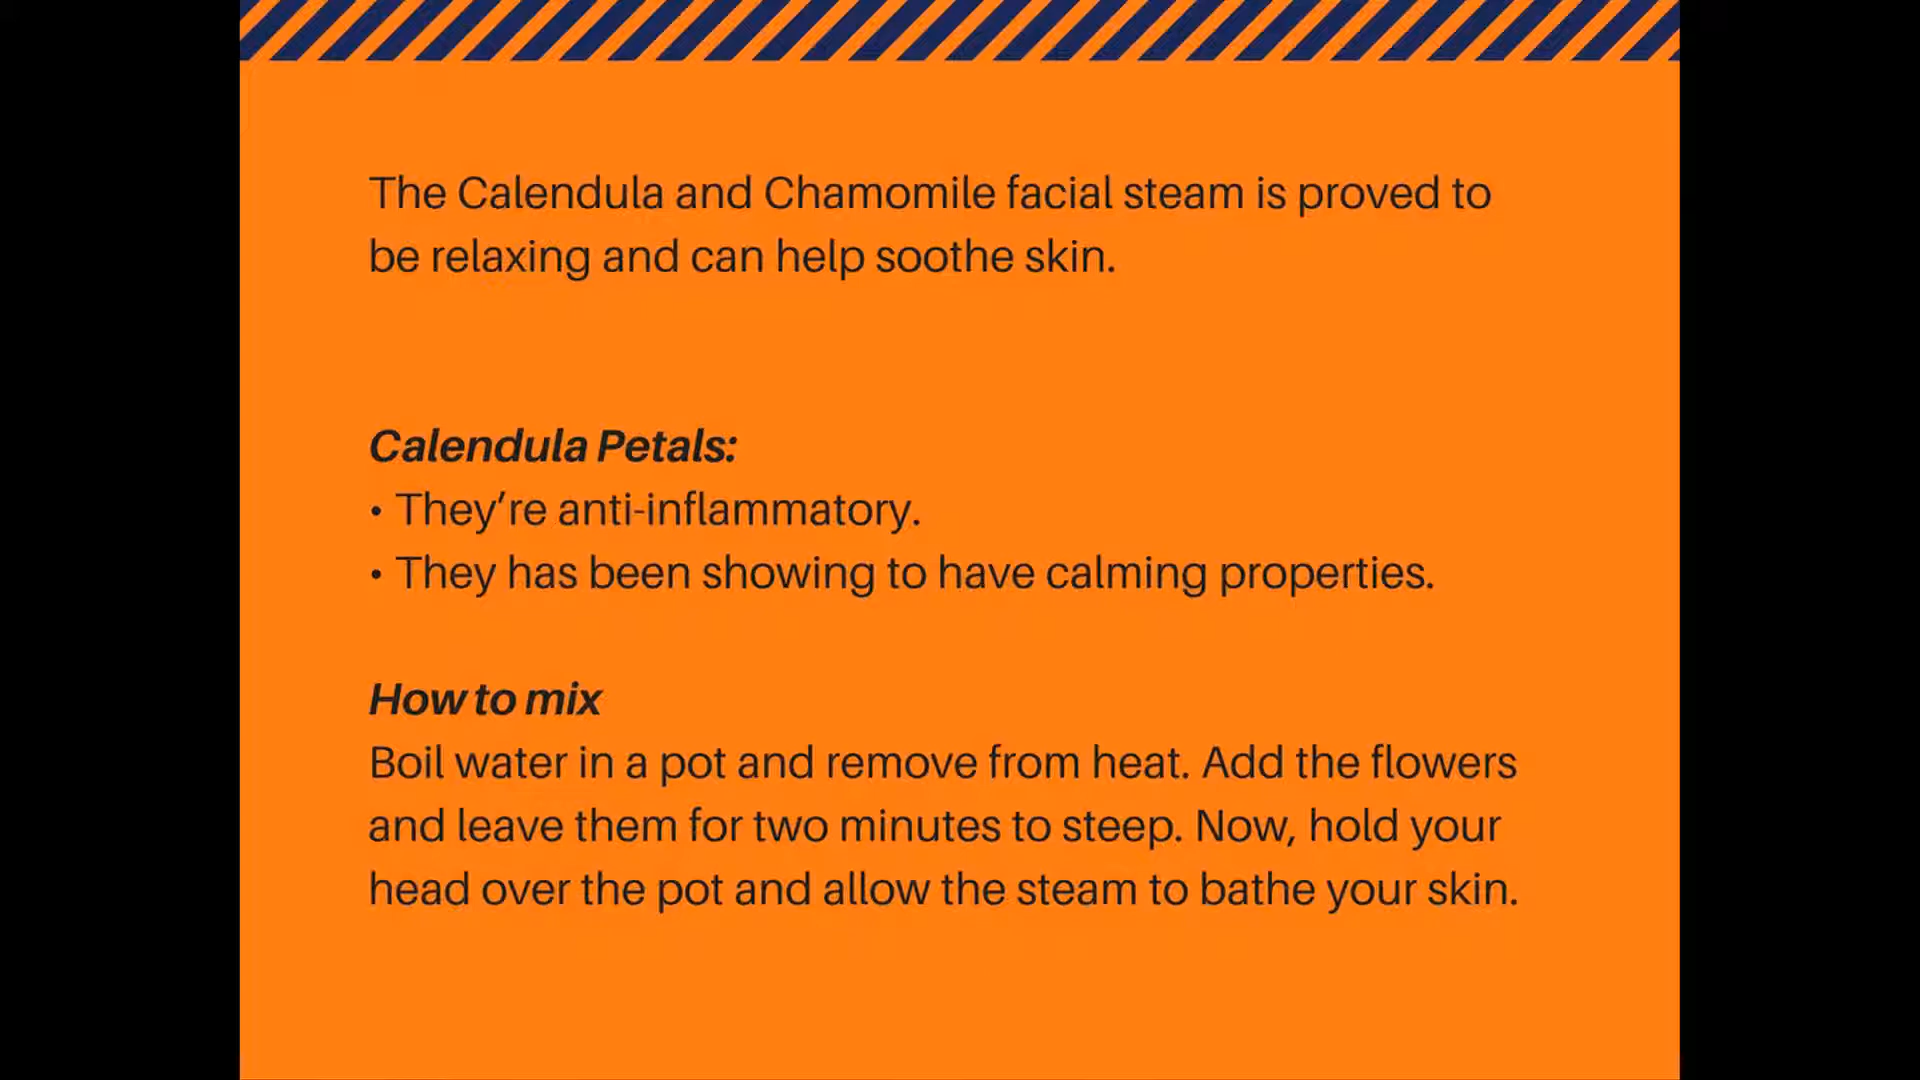 The Calendula and Chamomile facial steam is proved to
be relaxing and can help soothe skin.
Calendula Petals:
• They’re anti-inflammatory.
• They has been showing to have calming properties.
How to mix
Boil water in a pot and remove from heat. Add the flowers
and leave them for two minutes to steep. Now, hold your
head over the pot and allow the steam to bathe your skin.